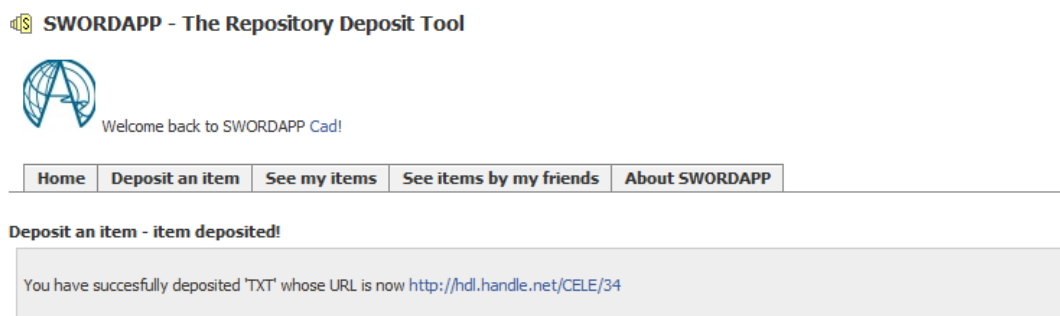 SWORDAPP - The Repository Deposit Tool
Welcome back to SWORDAPP Cad!
Home Deposit an item See my items See items by my friends About SWORDAPP
Deposit an item - item deposited!
You have succesfully deposited 'TXT' whose URL is now http://hdl.handle.net/CELE/34